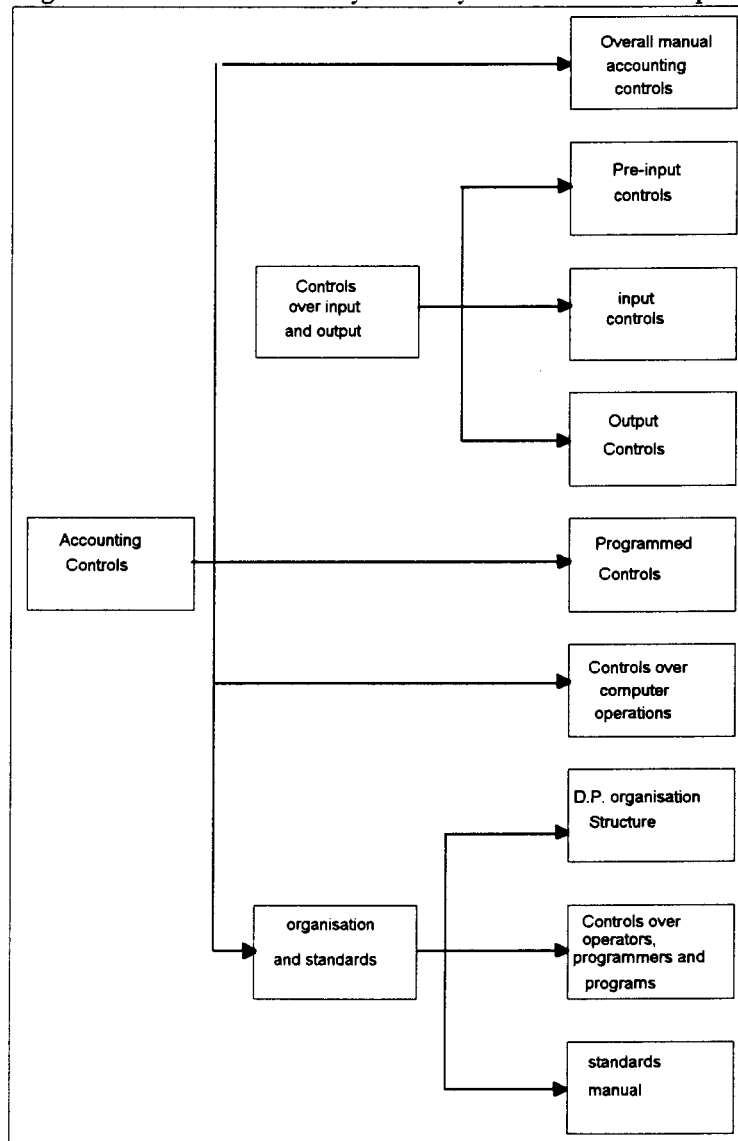 Overall manual
accounting
controls
Pre-input
controls
Controls
over input
and output
input
controls
Output
Controls
Accounting
Controls
Programmed
Controls
Controls over
computer
operations
D.P. organisation
Structure
organisation
and standards
Controls over
operators,
programmers and
programs
standards
manual